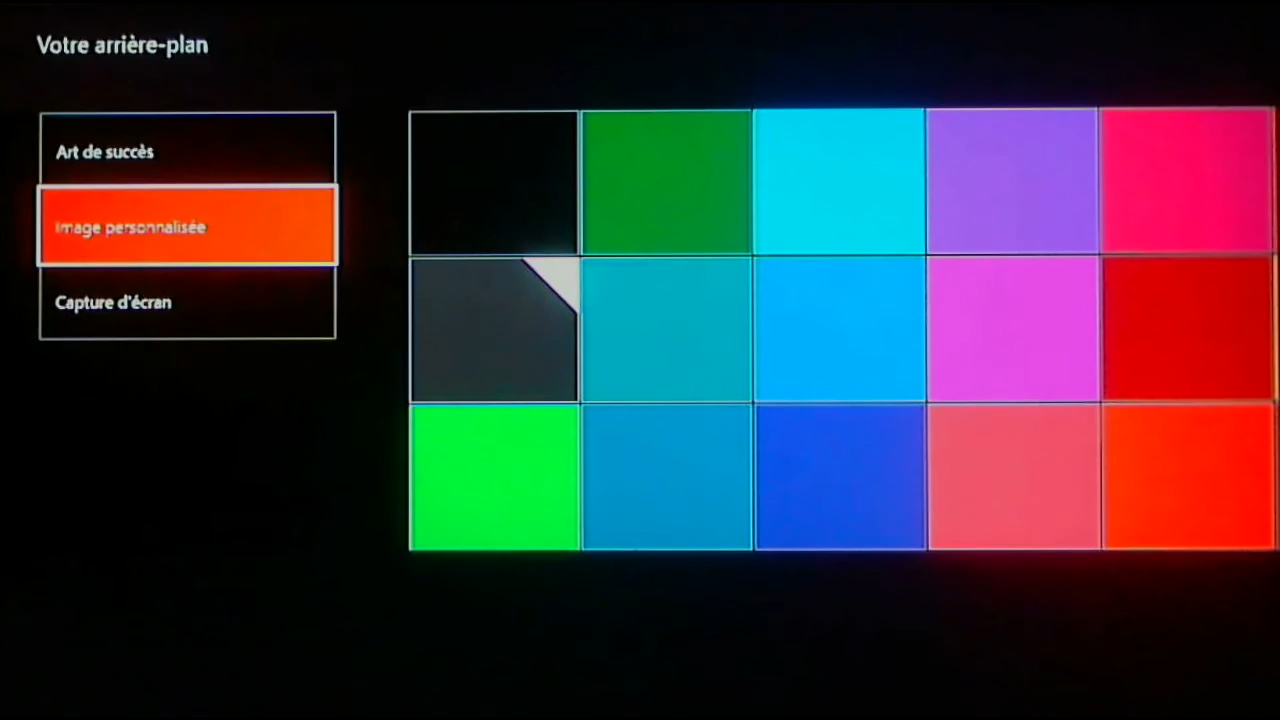 Votre arrière-plan
Art de succès
Image personnalisée
Capture d'écran